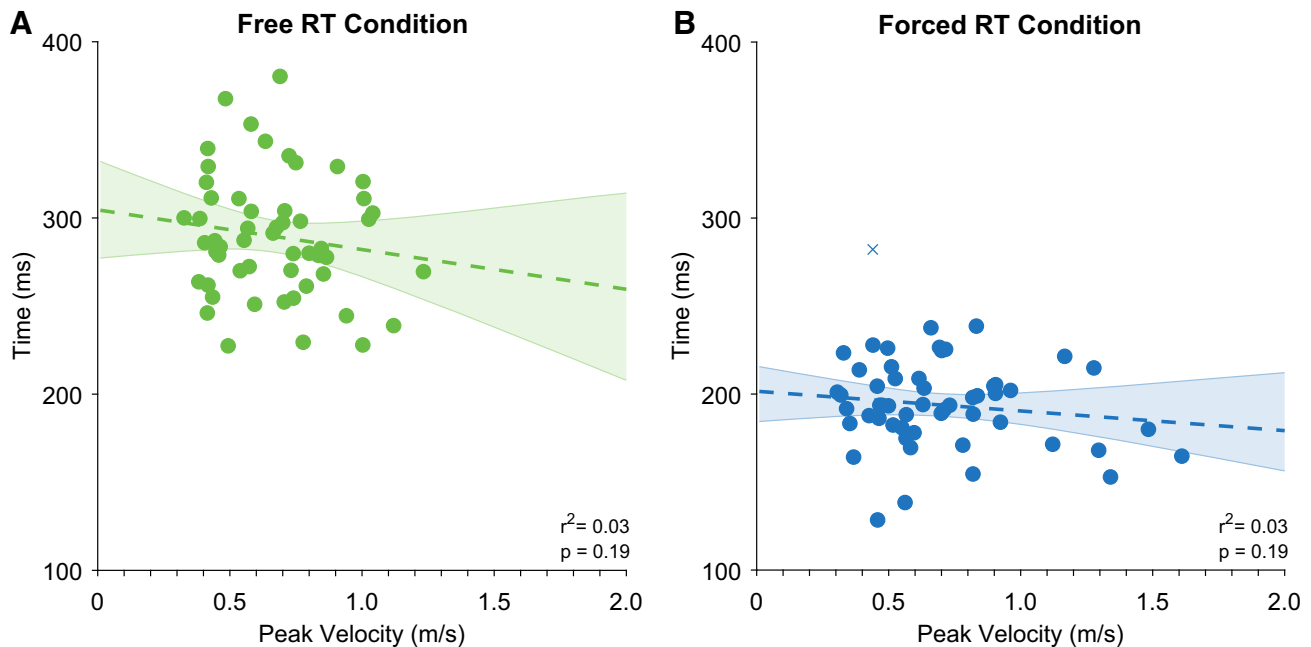 A
Free RT Condition
400
300
200
100
Time (ms)
0 0.5 1.0 1.5 2.0
Peak Velocity (m/s)
r2= 0.03
p = 0.19
B
Forced RT Condition
400
300
200
100
Time (ms)
0 0.5 1.0 1.5 2.0
Peak Velocity (m/s)
r2= 0.03
p = 0.19